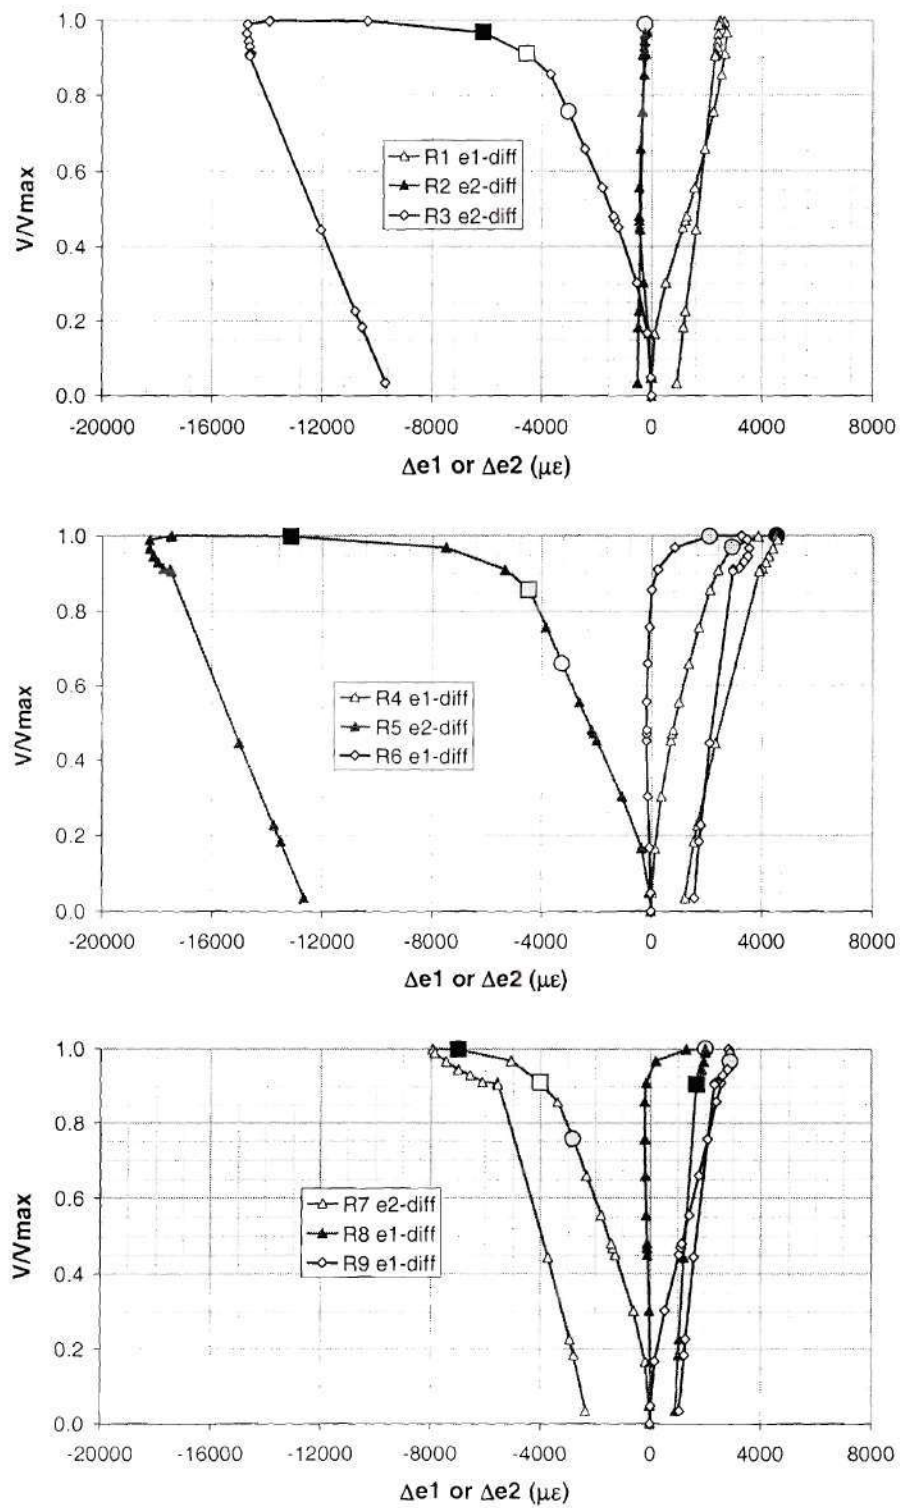 1.0
0.8
0.6
0.4
0.2
0.0
V/Vmax
R1 e1-diff
R2 e2-diff
R3 e2-diff
-20000 -16000 -12000 -8000 -4000 0 4000 8000
Δe1 or Δe2 (με)
1.0
0.8
0.6
0.4
0.2
0.0
V/Vmax
R4 e1-diff
R5 e2-diff
R6 e1-diff
-20000 -16000 -12000 -8000 -4000 0 4000 8000
Δe1 or Δe2 (με)
1.0
0.8
0.6
0.4
0.2
0.0
V/Vmax
R7 e2-diff
R8 e1-diff
R9 e1-diff
-20000 -16000 -12000 -8000 -4000 0 4000 8000
Δe1 or Δe2 (με)